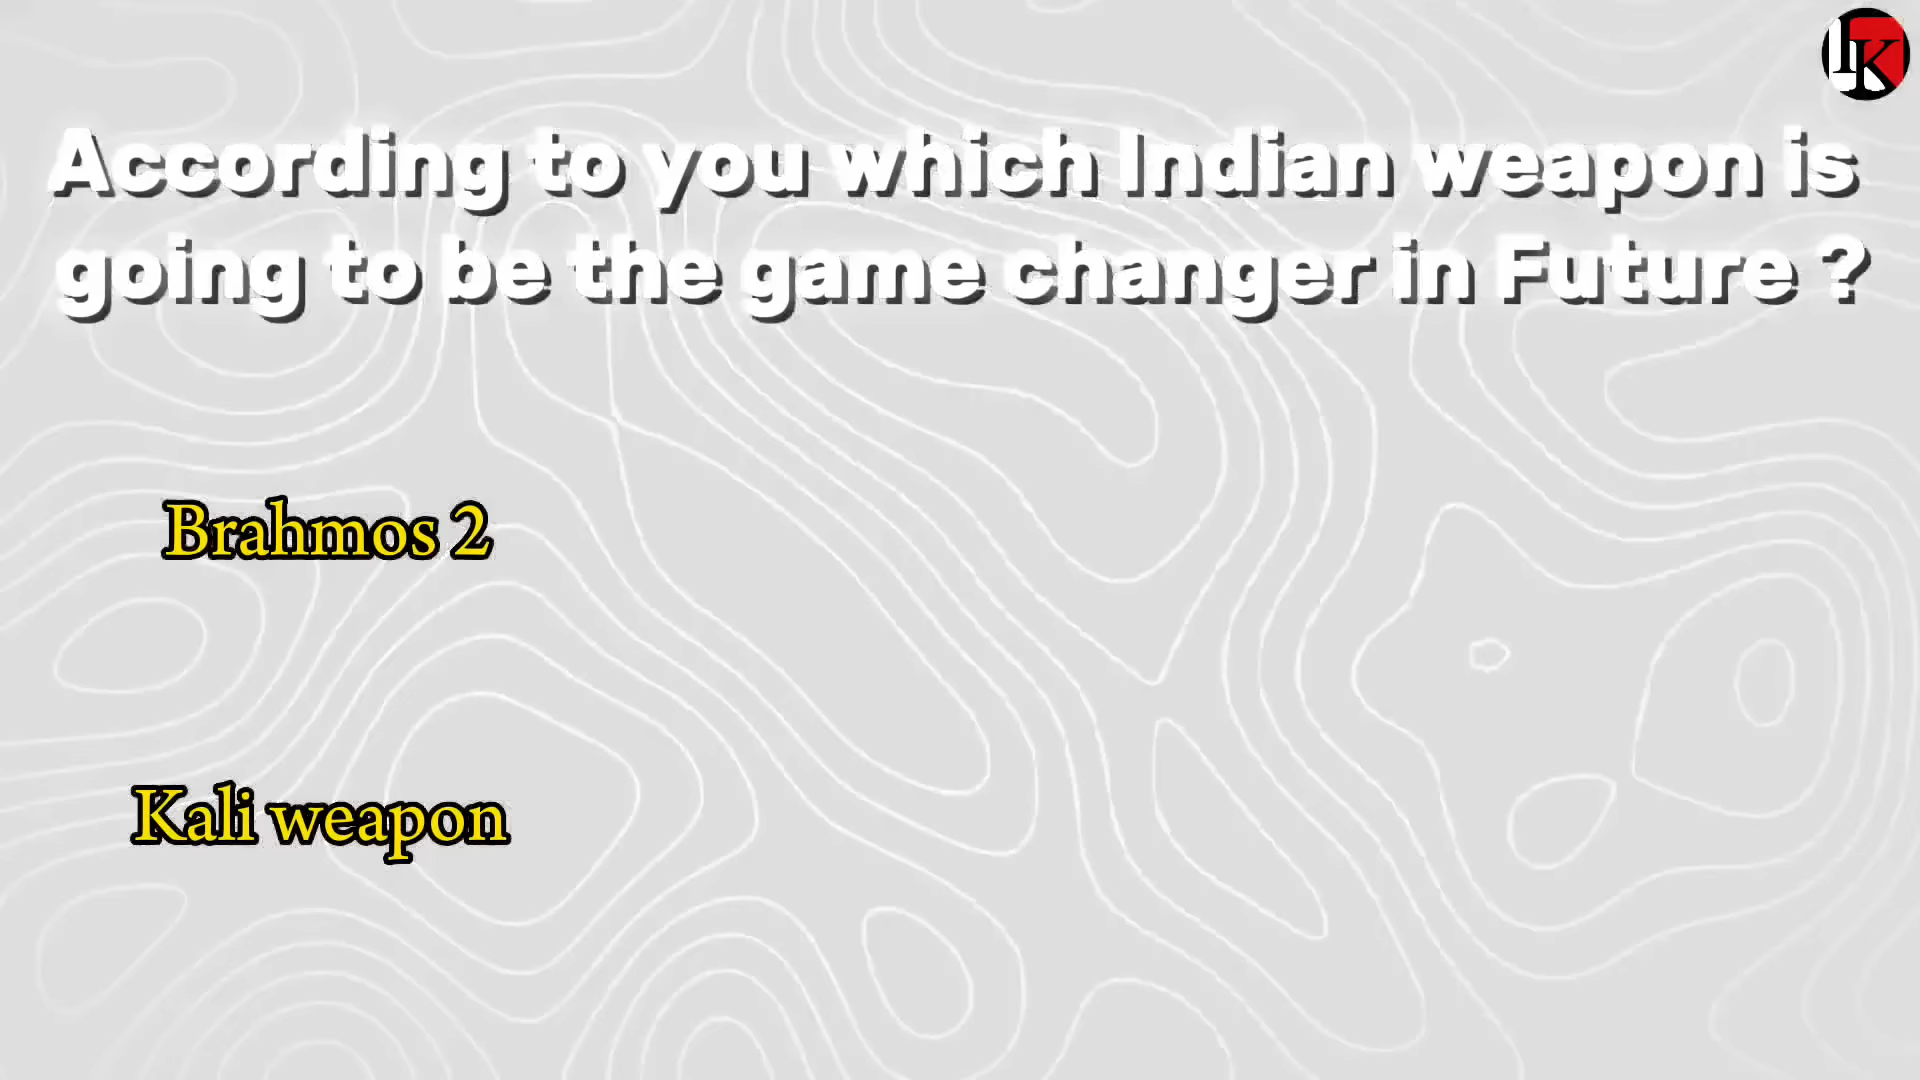 LK
According to you which Indian weapon is
going to be the game changer in Future ?
Brahmos 2
Kali weapon